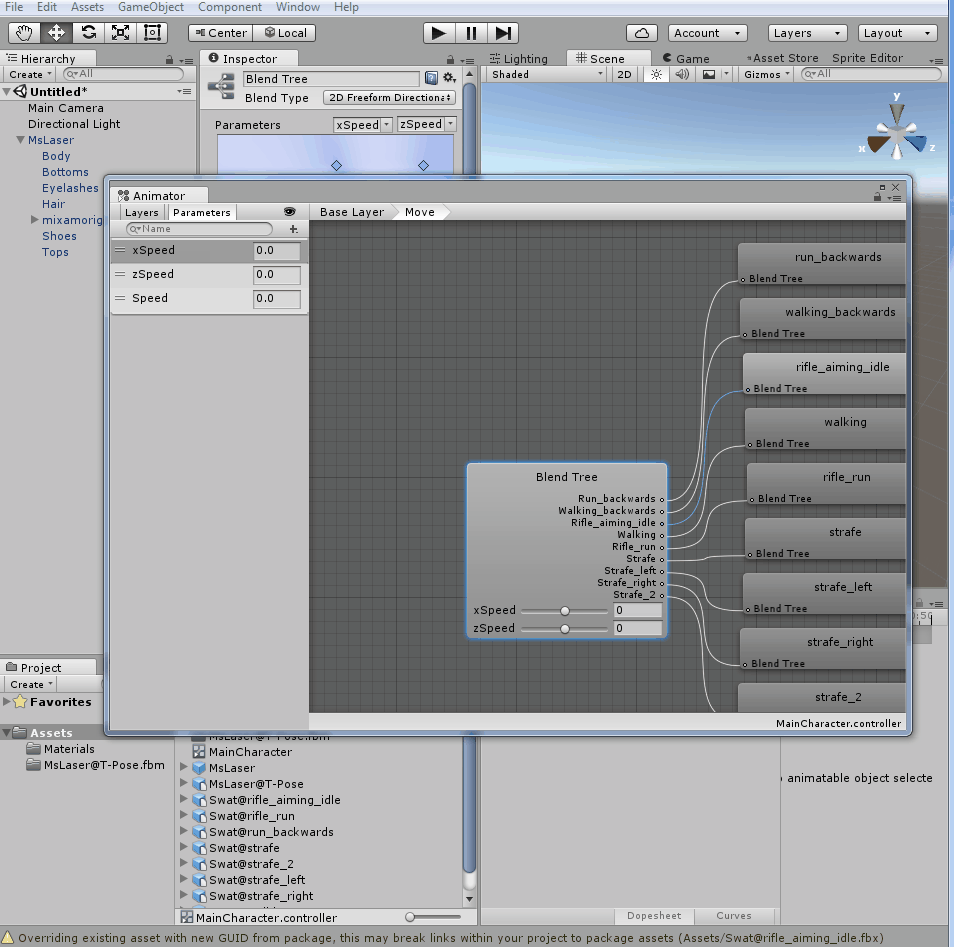 File Edit Assets GameObject Component Window Help
Center Local Account Layers Layout
Hierarchy
Create All
Untitled*
Main Camera
Directional Light
MsLaser
Body
Bottoms
Eyelashes
Hair
mixamorig
Shoes
Tops
Inspector
Blend Tree
Blend Type 2D Freeform Directiona
Parameters xSpeed zSpeed
Lighting Scene Game Asset Store Sprite Editor
Shaded 2D Gizmos All
y
x z
Animator
Layers Parameters
Name
xSpeed 0.0
zSpeed 0.0
Speed 0.0
Base Layer Move
run_backwards
Blend Tree
walking_backwards
Blend Tree
rifle_aiming_idle
Blend Tree
walking
Blend Tree
rifle_run
Blend Tree
strafe
Blend Tree
strafe_left
Blend Tree
strafe_right
Blend Tree
strafe_2
Blend Tree
Run_backwards
Walking_backwards
Rifle_aiming_idle
Walking
Rifle_run
Strafe
Strafe_left
Strafe_right
Strafe_2
xSpeed 0
zSpeed 0
MainCharacter.controller
Project
Create
Favorites
Assets
Materials
MsLaser@T-Pose.fbm
MsLaser@T-Pose.fbm
MainCharacter
MsLaser
MsLaser@T-Pose
Swat@rifle_aiming_idle
Swat@rifle_run
Swat@run_backwards
Swat@strafe
Swat@strafe_2
Swat@strafe_left
Swat@strafe_right
MainCharacter.controller
animatable object selecte
Dopesheet Curves
Overriding existing asset with new GUID from package, this may break links within your project to package assets (Assets/Swat@rifle_aiming_idle.fbx)